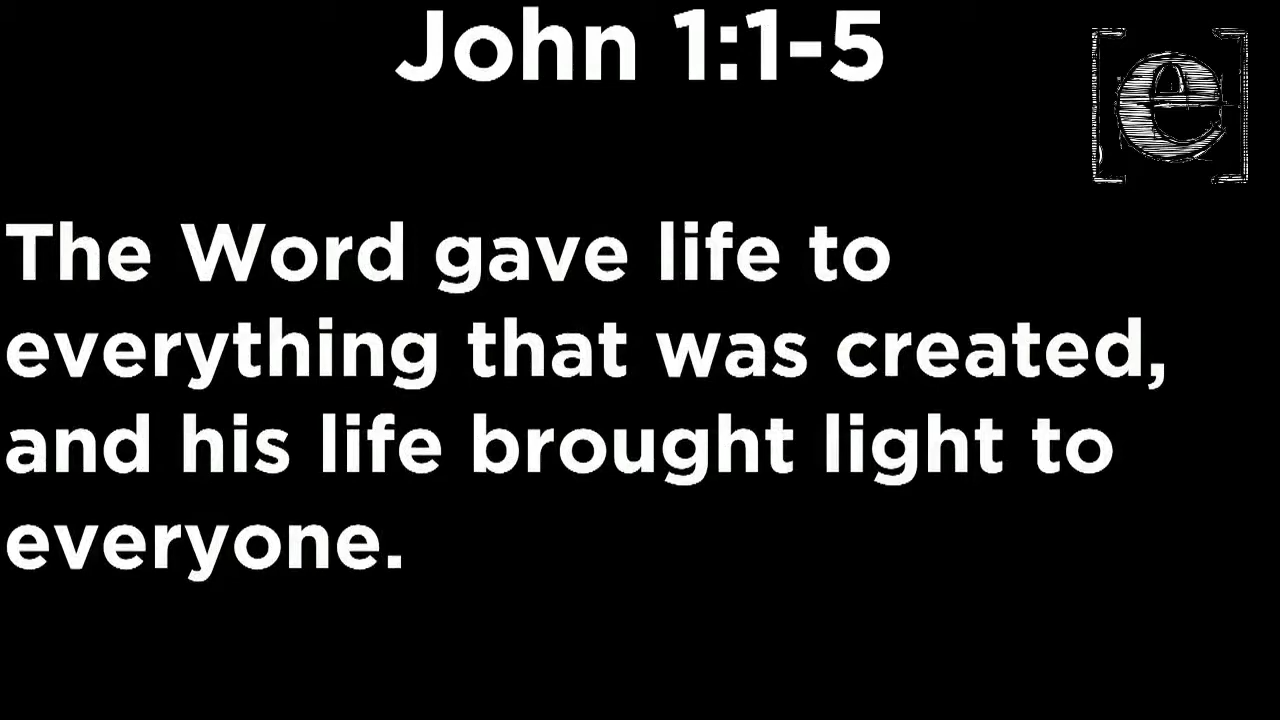 John 1:1-5
[e]
The Word gave life to
everything that was created,
and his life brought light to
everyone.